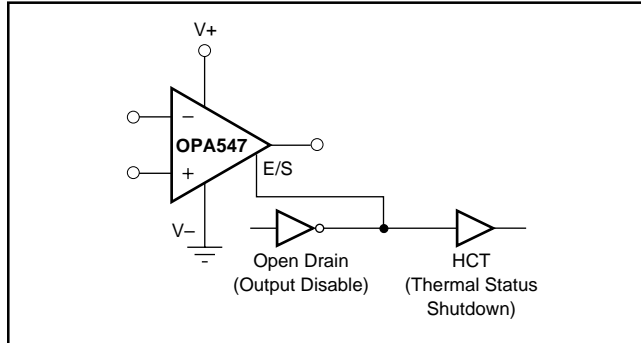 V+
−
OPA547
+
E/S
V−
Open Drain
(Output Disable)
HCT
(Thermal Status
Shutdown)